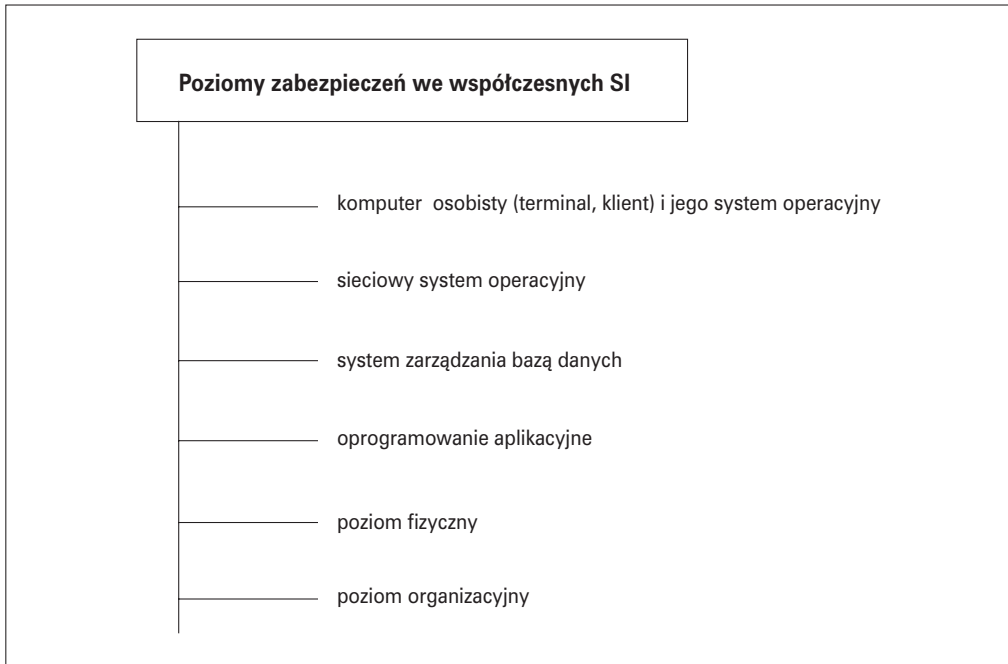 Poziomy zabezpieczeń we współczesnych SI
komputer osobisty (terminal, klient) i jego system operacyjny
sieciowy system operacyjny
system zarządzania bazą danych
oprogramowanie aplikacyjne
poziom fizyczny
poziom organizacyjny